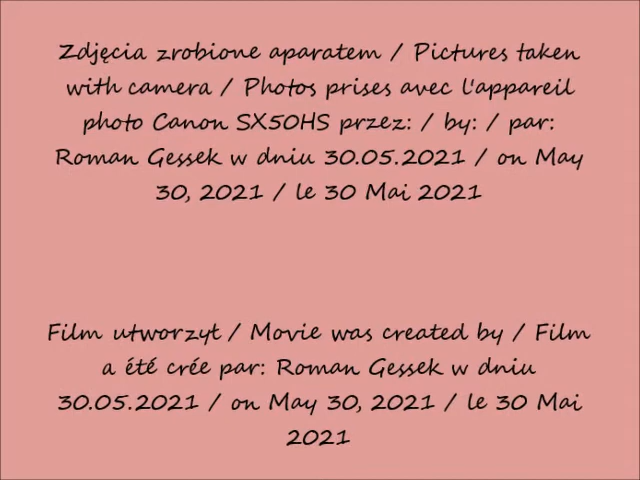 Zdjęcia zrobione aparatem / Pictures taken
with camera / Photos prises avec l'appareil
photo Canon SX50HS przez: / by: / par:
Roman Gessek w dniu 30.05.2021 / on May
30, 2021 / le 30 Mai 2021
Film utworzył / Movie was created by / Film
a été crée par: Roman Gessek w dniu
30.05.2021 / on May 30, 2021 / le 30 Mai
2021